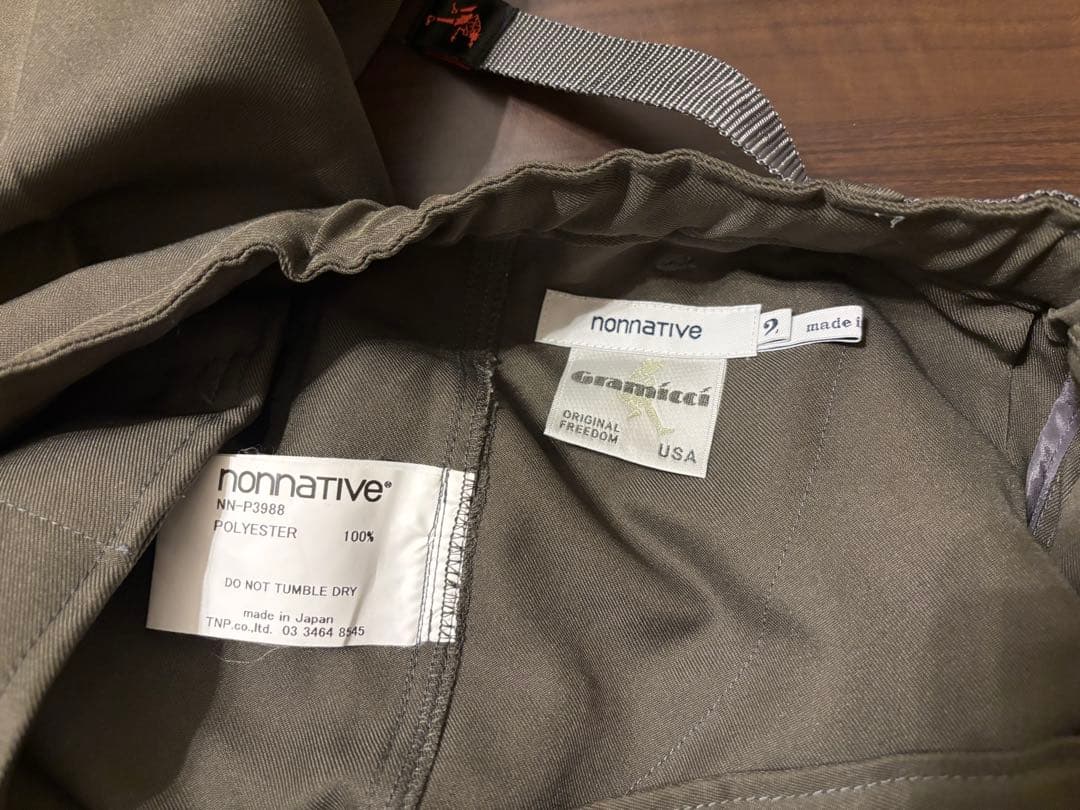 nonnative
2
made i
Gramicci
ORIGINAL
FREEDOM
USA
nonnative®
NN-P3988
POLYESTER 100%
DO NOT TUMBLE DRY
made in Japan
TNP.co.,ltd. 03 3464 8545